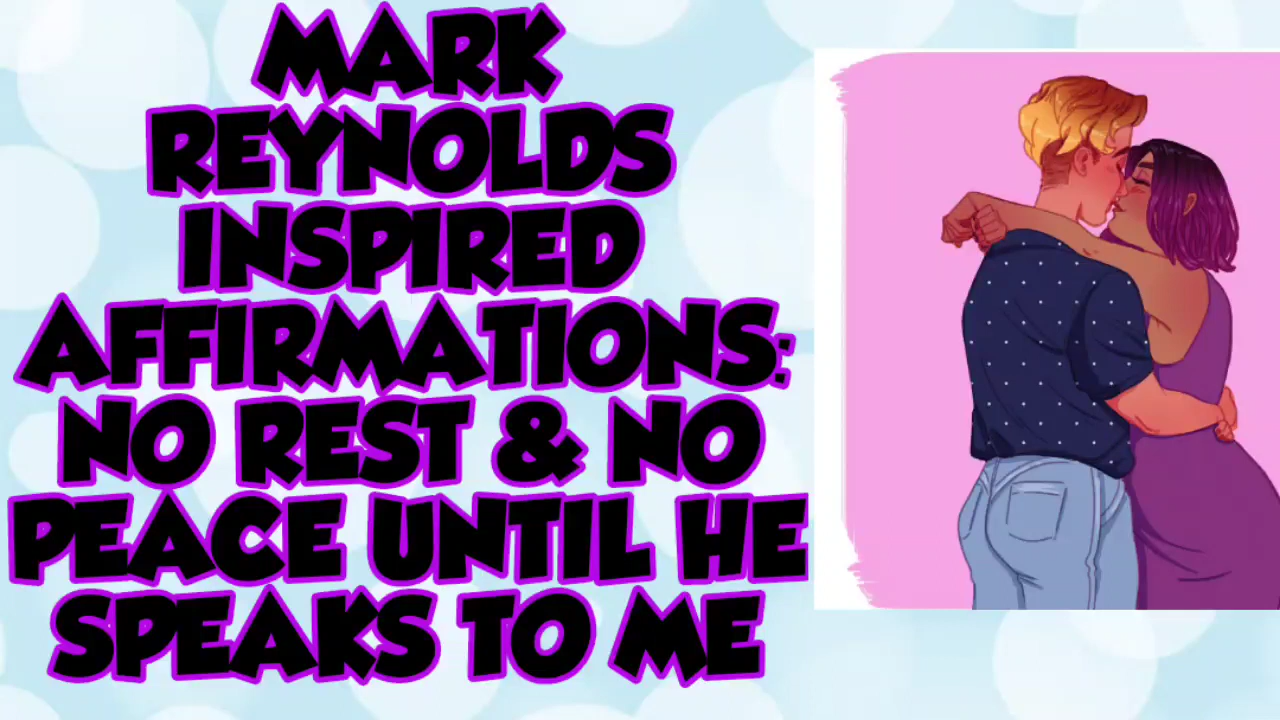 MARK
REYNOLDS
INSPIRED
AFFIRMATIONS:
NO REST & NO
PEACE UNTIL HE
SPEAKS TO ME